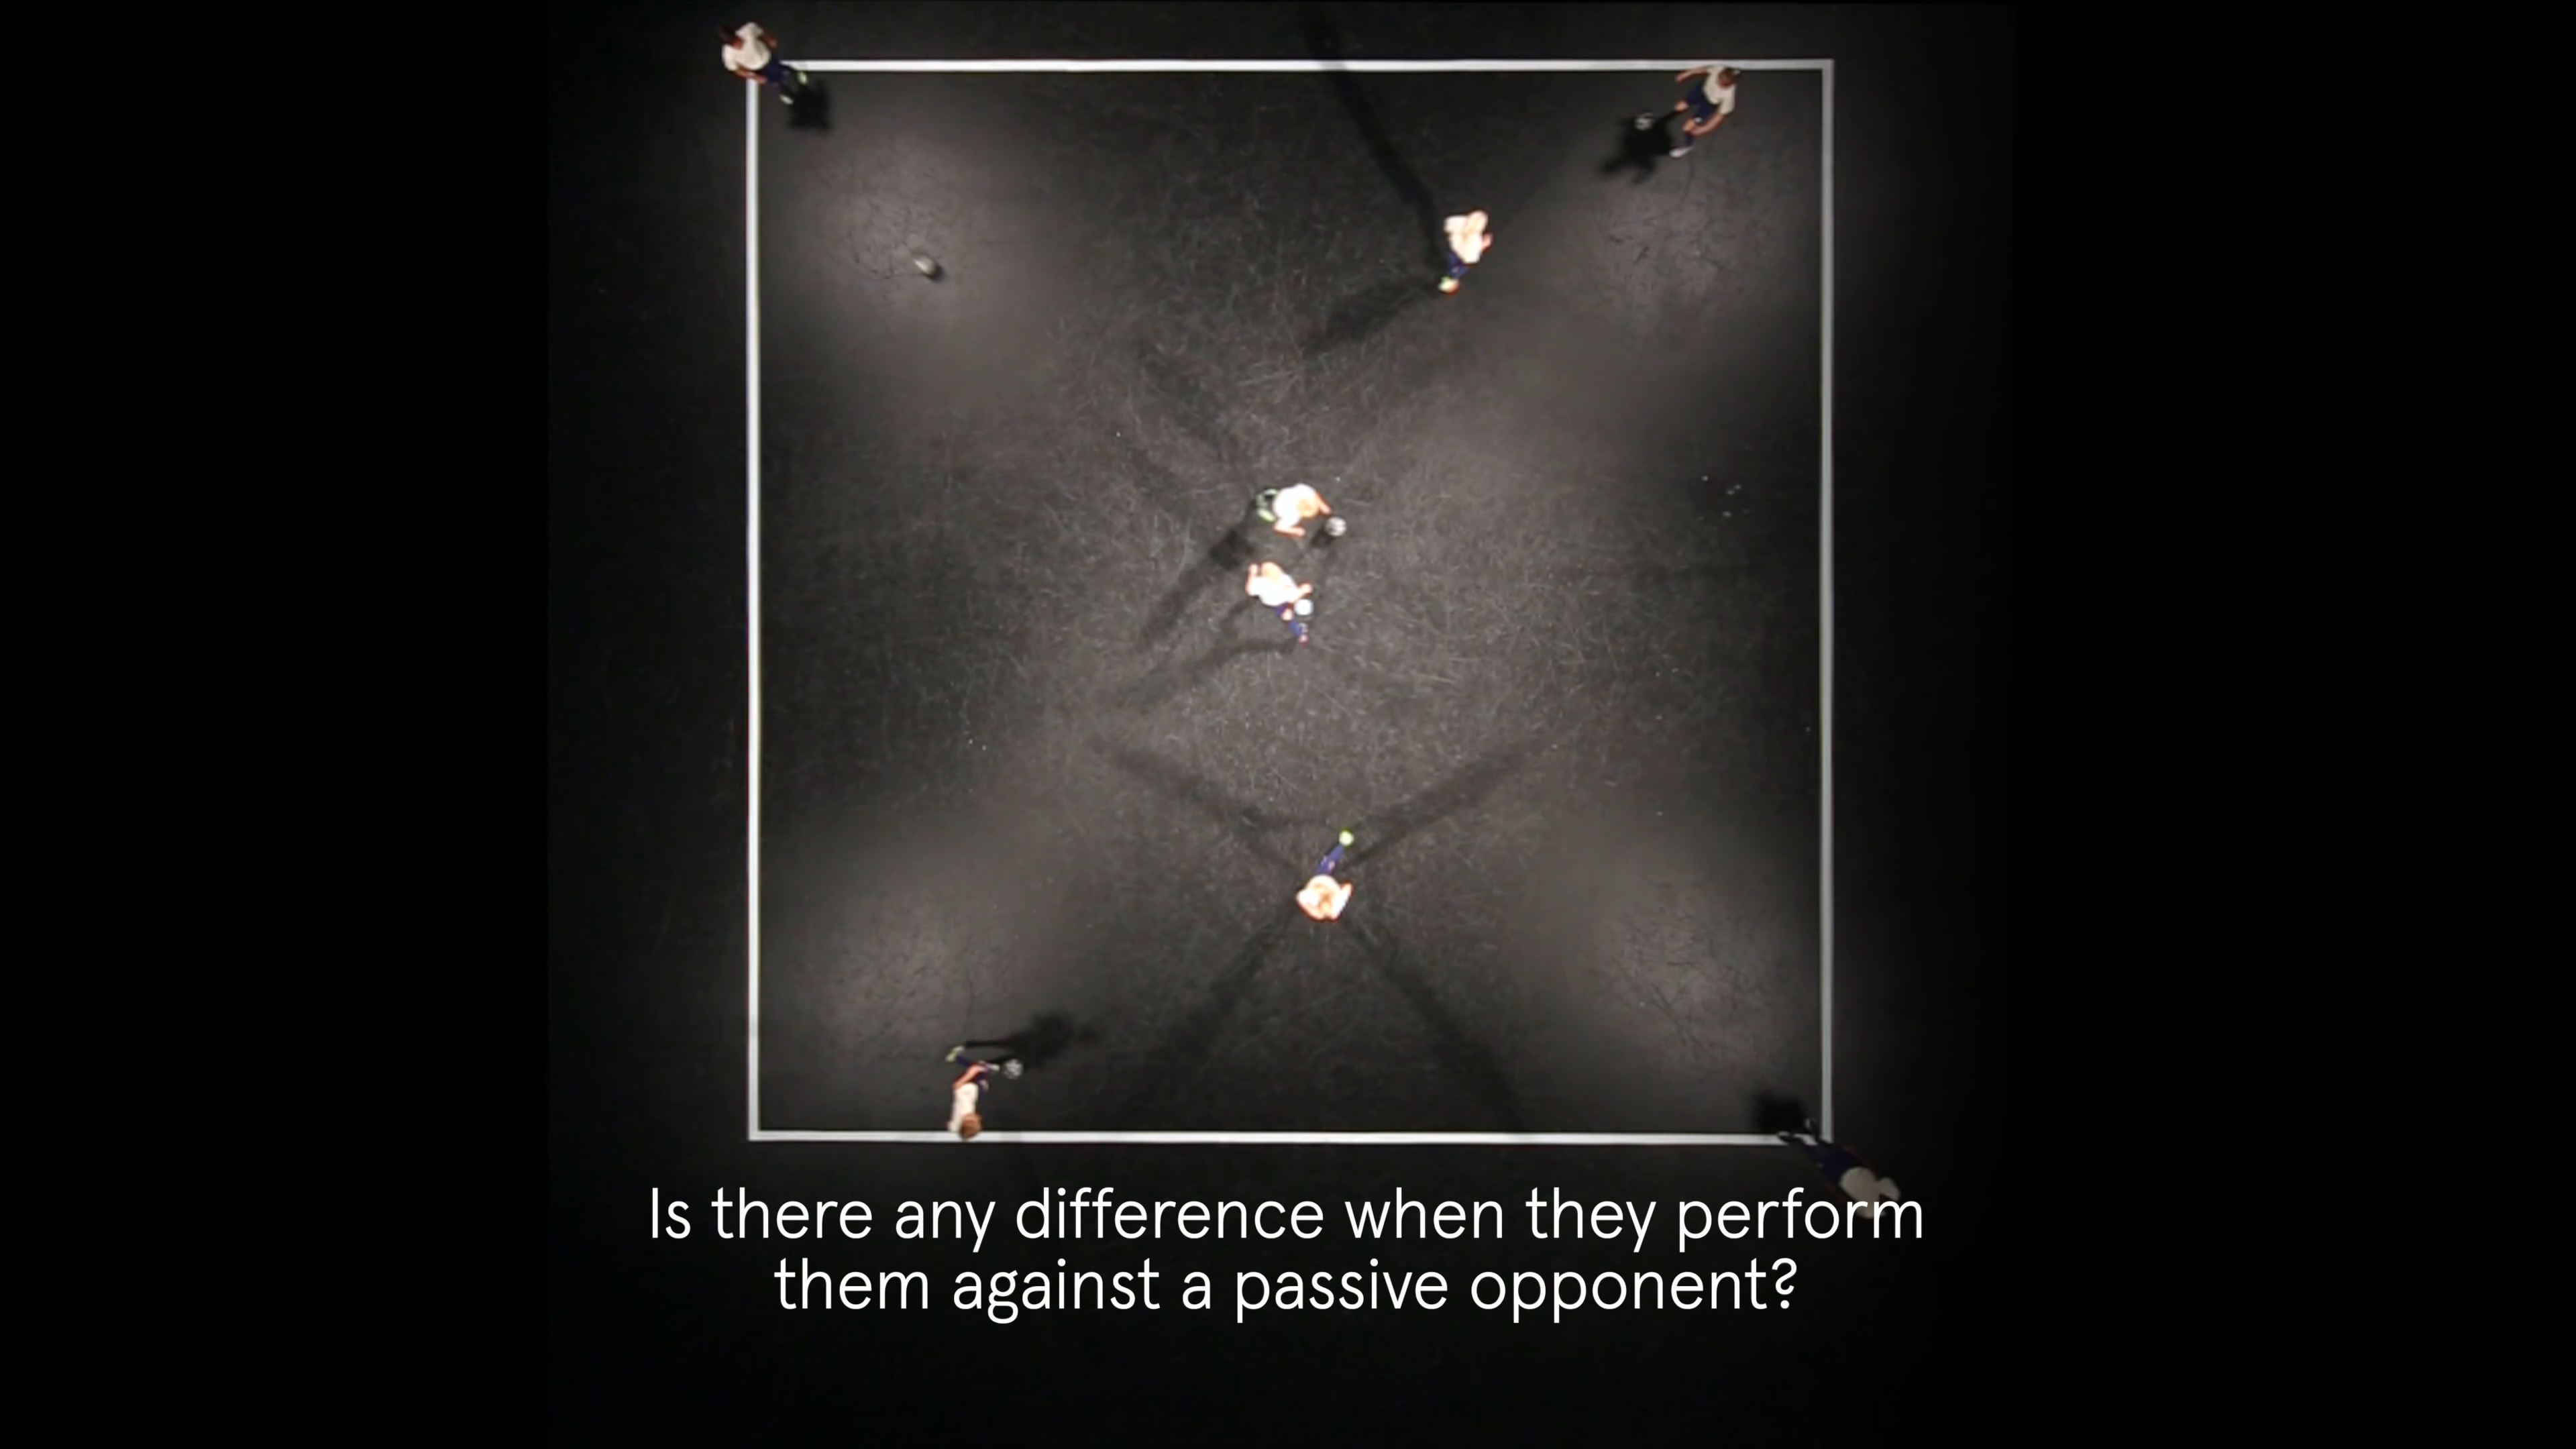 Is there any difference when they perform
them against a passive opponent?